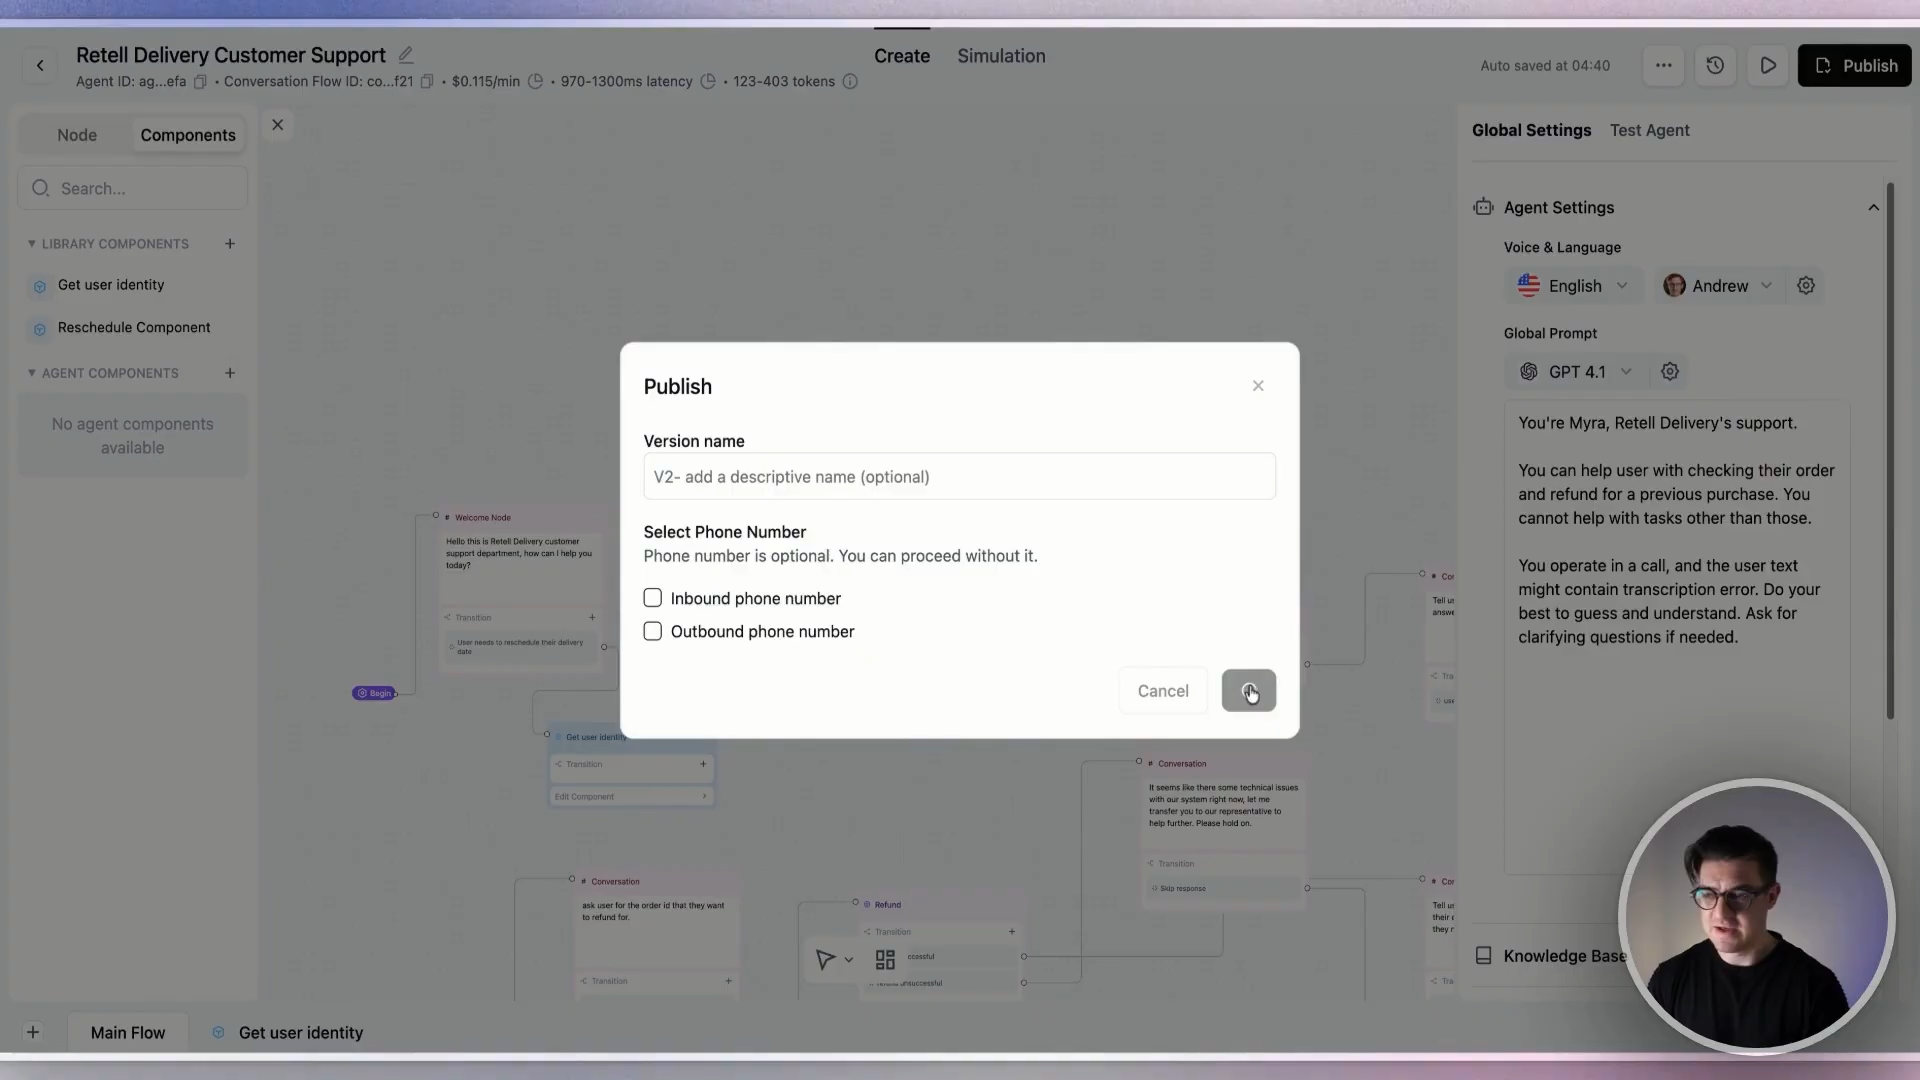 Retell Delivery Customer Support
Create
Simulation
Agent ID: ag...efa
Conversation Flow ID: co...f21
$0.115/min
970-1300ms latency
123-403 tokens
Auto saved at 04:40
Publish
Node
Components
Search...
LIBRARY COMPONENTS
Get user identity
Reschedule Component
AGENT COMPONENTS
No agent components
available
Begin
Welcome Node
Hello this is Retell Delivery customer
support department, how can I help you
today?
Transition
User needs to reschedule their delivery
date
Get user identity
Transition
Edit Component
Conversation
ask user for the order id that they want
to refund for.
Transition
Refund
Transition
Conversation
It seems like there some technical issues
with our system right now, let me
transfer you to our representative to
help further. Please hold on.
Transition
Skip response
Publish
Version name
V2- add a descriptive name (optional)
Select Phone Number
Phone number is optional. You can proceed without it.
Inbound phone number
Outbound phone number
Cancel
Global Settings
Test Agent
Agent Settings
Voice & Language
English
Andrew
Global Prompt
GPT 4.1
You're Myra, Retell Delivery's support.
You can help user with checking their order
and refund for a previous purchase. You
cannot help with tasks other than those.
You operate in a call, and the user text
might contain transcription error. Do your
best to guess and understand. Ask for
clarifying questions if needed.
Knowledge Base
Main Flow
Get user identity